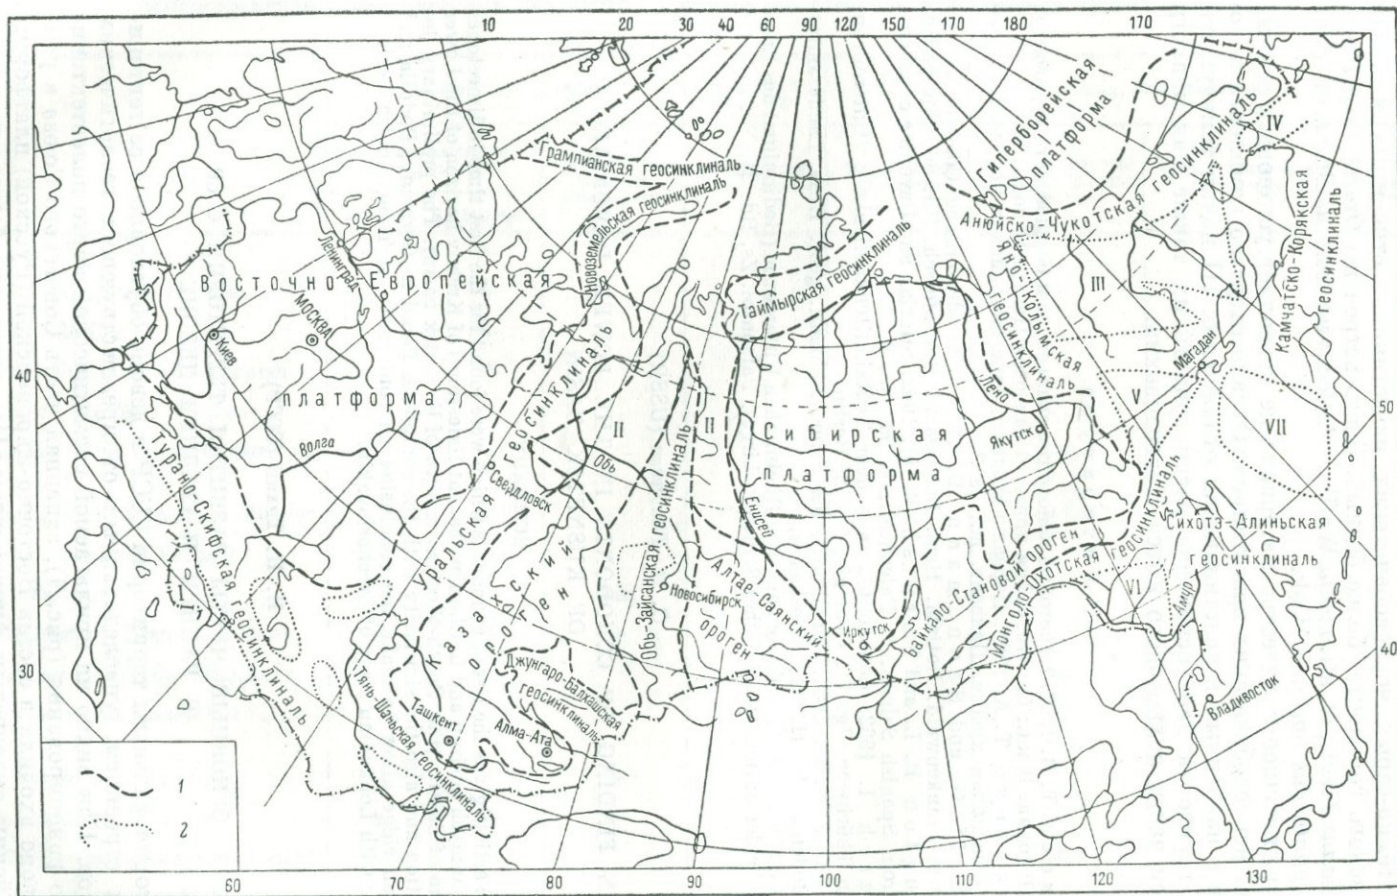 10 20 30 40 60 90 120 150 170 180 170
Грампианская геосинклиналь
Новоземельская геосинклиналь
Гиперборейская
платформа
IV
Анюйско-Чукотская геосинклиналь
Камчатско-Корякская
геосинклиналь
Таймырская геосинклиналь
Яно-Колымская
геосинклиналь
III
Ленинград
Восточно-Европейская
МОСКВА
Киев
платформа
Волга
Магадан
Лена
V
VII
Якутск
Сибирская
платформа
II
II
Обь
Енисей
Уральская геосинклиналь
Свердловск
40
50
Турано-Скифская геосинклиналь
I
Казахский
ороген
Обь-Зайсанская геосинклиналь
Новосибирск
Алтае-Саянский
ороген
Иркутск
Байкало-Становой ороген
Монголо-Охотская геосинклиналь
VI
Амур
Сихотэ-Алиньская
геосинклиналь
Владивосток
30
40
Джунгаро-Балхашская
геосинклиналь
Ташкент
Алма-Ата
Тянь-Шаньская геосинклиналь
1
2
60 70 80 90 100 110 120 130